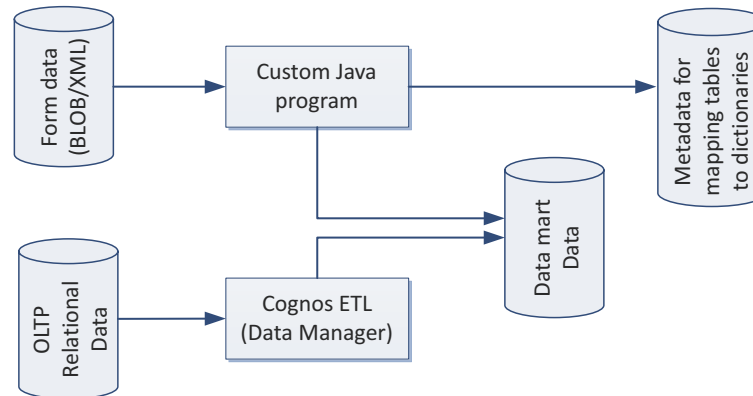 Form data
(BLOB/XML)
Custom Java
program
Metadata for
mapping tables
to dictionaries
Data mart
Data
OLTP
Relational
Data
Cognos ETL
(Data Manager)